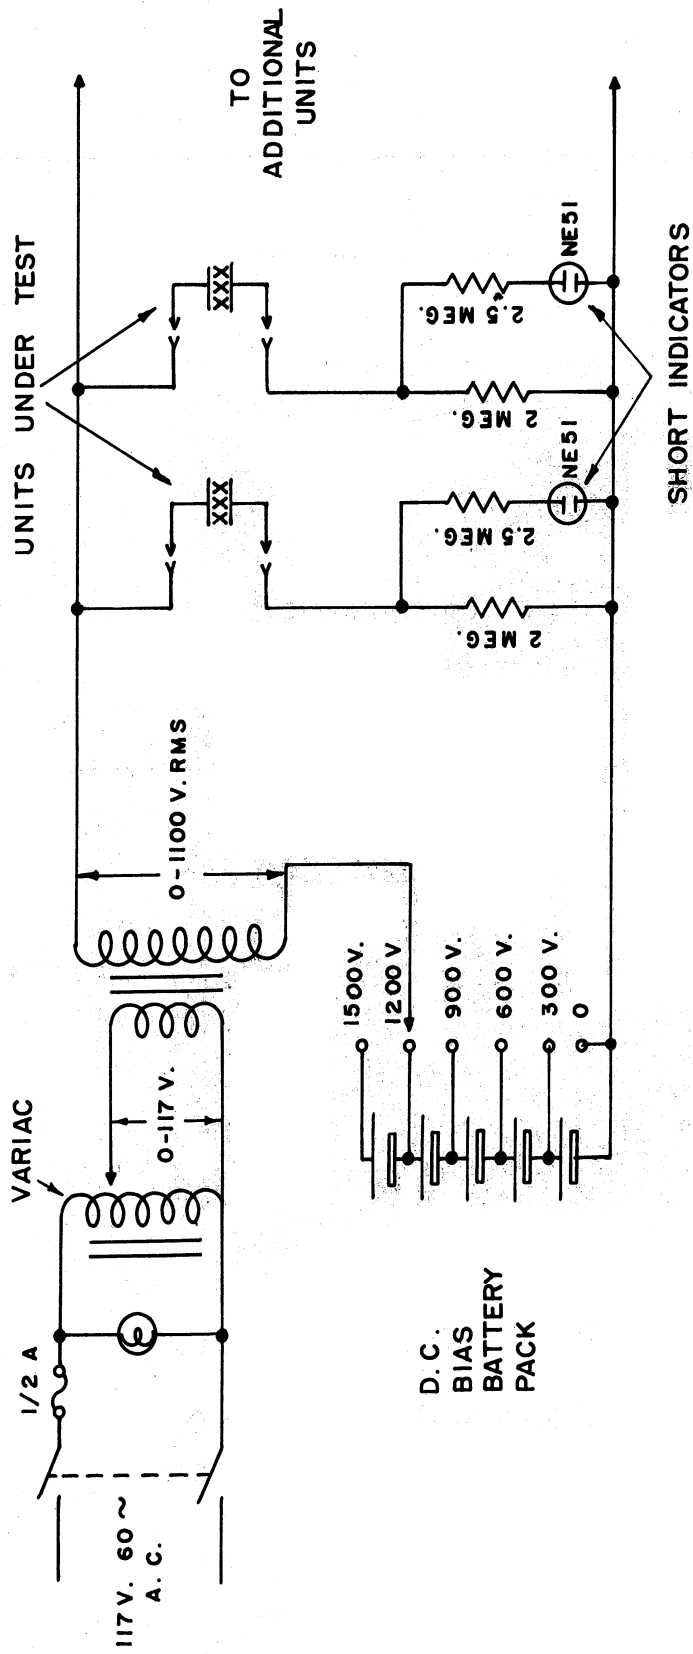 117 V. 60 ~
A. C.
1/2 A
VARIAC
0-117 V.
0-1100 V. RMS
UNITS UNDER TEST
TO
ADDITIONAL
UNITS
D.C.
BIAS
BATTERY
PACK
1500 V.
1200 V
900 V.
600 V.
300 V.
0
2 MEG.
2.5 MEG.
NE51
2 MEG.
2.5 MEG.
NE51
SHORT INDICATORS
XXX
XXX